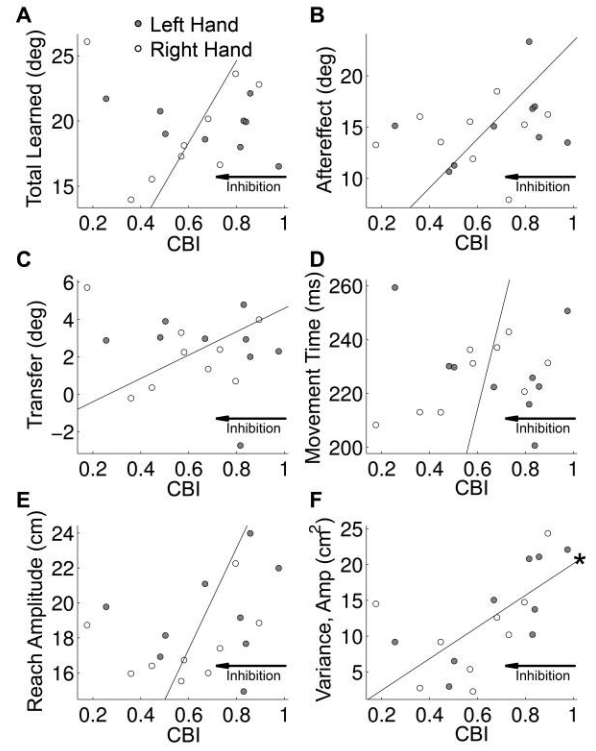 A
Left Hand
Right Hand
Total Learned (deg)
25
20
15
Inhibition
0.2 0.4 0.6 0.8 1
CBI
B
Aftereffect (deg)
20
15
10
Inhibition
0.2 0.4 0.6 0.8 1
CBI
C
Transfer (deg)
6
4
2
0
−2
Inhibition
0.2 0.4 0.6 0.8 1
CBI
D
Movement Time (ms)
260
240
220
200
Inhibition
0.2 0.4 0.6 0.8 1
CBI
E
Reach Amplitude (cm)
24
22
20
18
16
Inhibition
0.2 0.4 0.6 0.8 1
CBI
F
Variance, Amp (cm²)
25
20
15
10
5
*
Inhibition
0.2 0.4 0.6 0.8 1
CBI